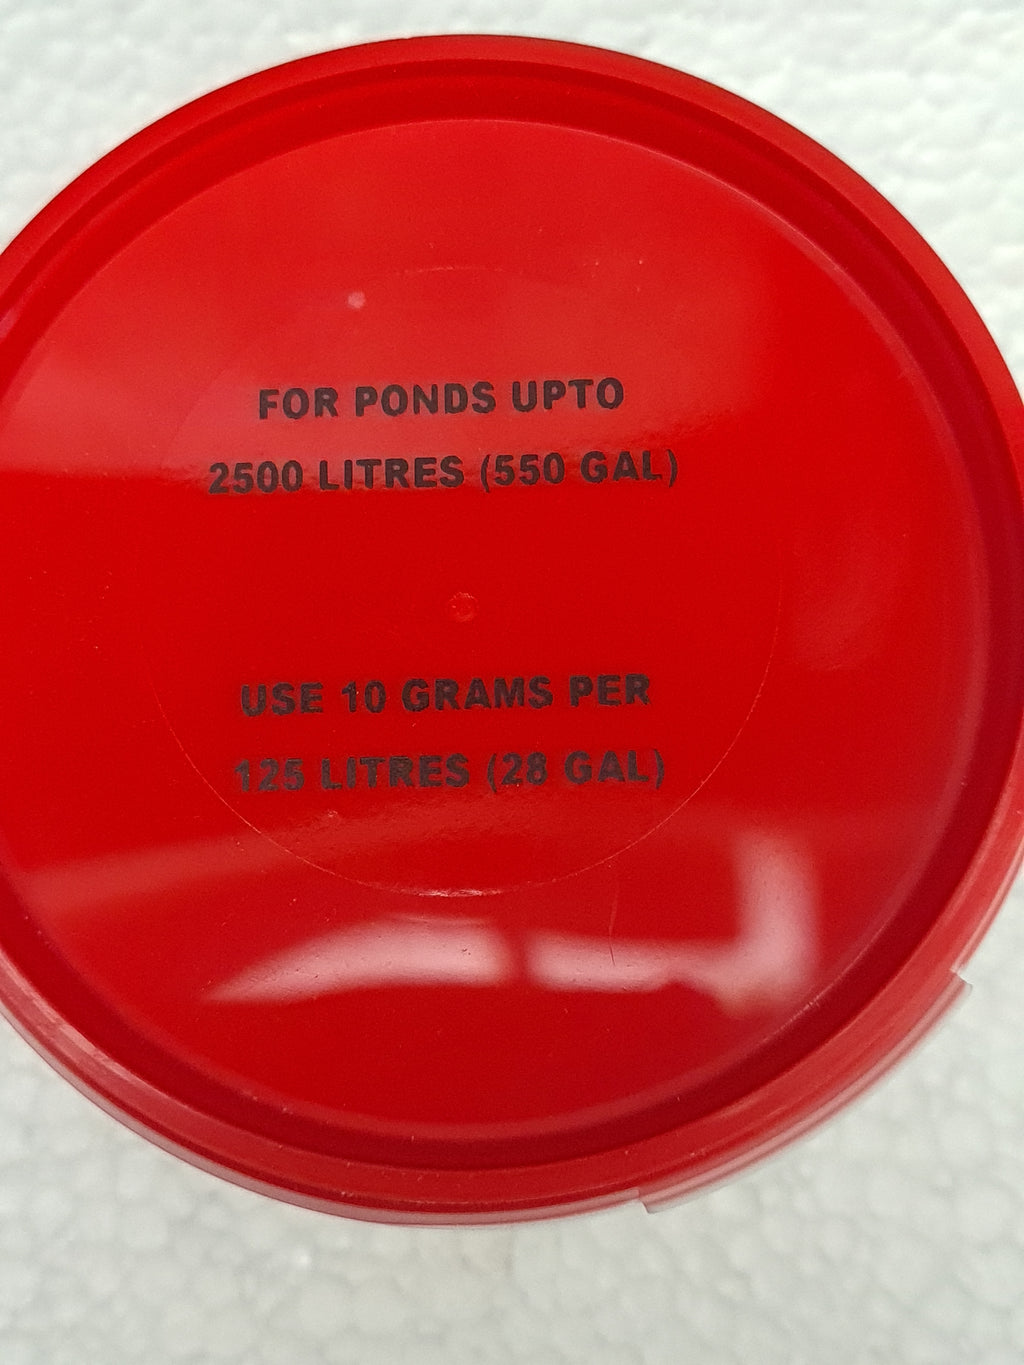 FOR PONDS UPTO
2500 LITRES (550 GAL)
USE 10 GRAMS PER
125 LITRES (28 GAL)